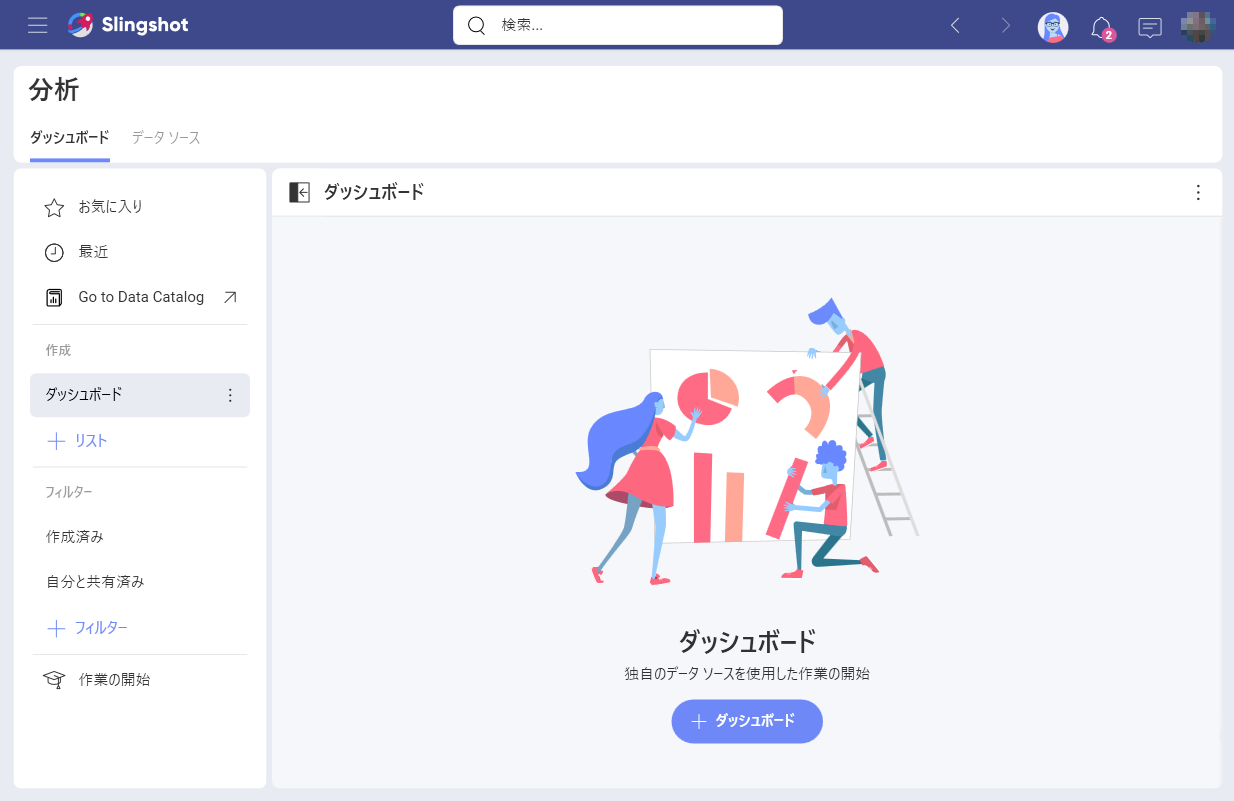 Slingshot
検索...
2
分析
ダッシュボード
データ ソース
お気に入り
最近
Go to Data Catalog
作成
ダッシュボード
リスト
フィルター
作成済み
自分と共有済み
フィルター
作業の開始
ダッシュボード
ダッシュボード
独自のデータ ソースを使用した作業の開始
ダッシュボード